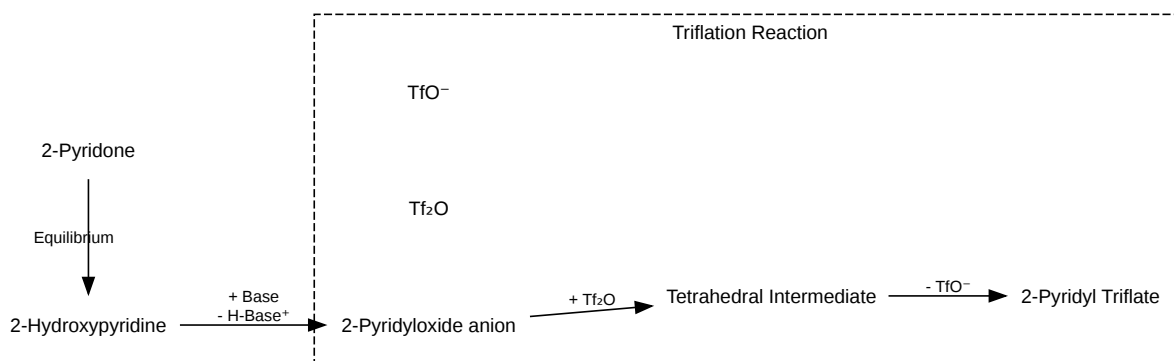 Triflation Reaction
TfO⁻
2-Pyridone
Tf₂O
Equilibrium
+ Base
- H-Base⁺
+ Tf₂O
- TfO⁻
2-Hydroxypyridine
2-Pyridyloxide anion
Tetrahedral Intermediate
2-Pyridyl Triflate